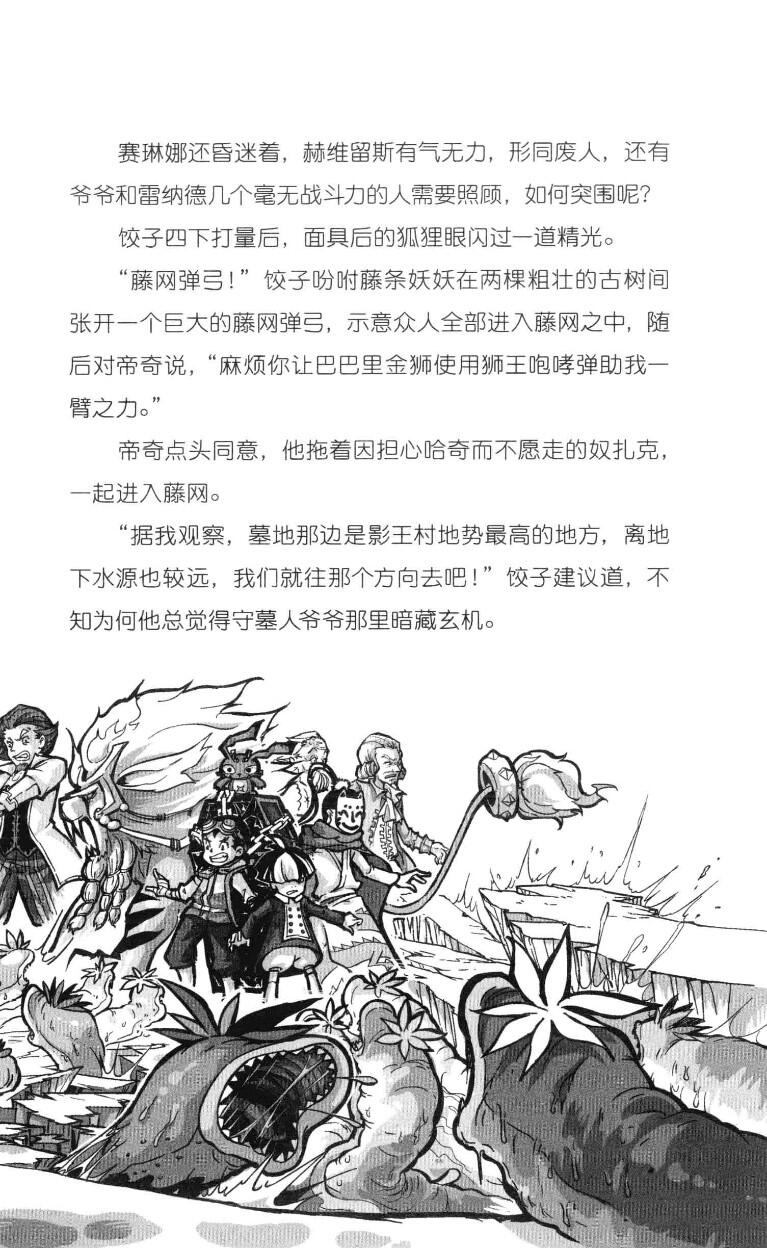 赛琳娜还昏迷着，赫维留斯有气无力，形同废人，还有
爷爷和雷纳德几个毫无战斗力的人需要照顾，如何突围呢？
饺子四下打量后，面具后的狐狸眼闪过一道精光。
“藤网弹弓！”饺子吩咐藤条妖妖在两棵粗壮的古树间
张开一个巨大的藤网弹弓，示意众人全部进入藤网之中，随
后对帝奇说，“麻烦你让巴巴里金狮使用狮王咆哮弹助我一
臂之力。”
帝奇点头同意，他拖着因担心哈奇而不愿走的奴扎克，
一起进入藤网。
“据我观察，墓地那边是影王村地势最高的地方，离地
下水源也较远，我们就往那个方向去吧！”饺子建议道，不
知为何他总觉得守墓人爷爷那里暗藏玄机。